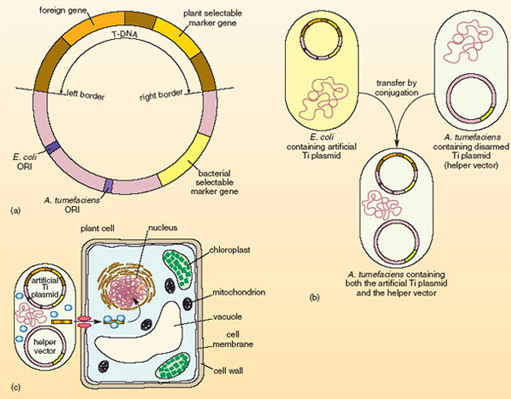 foreign gene
plant selectable
marker gene
T-DNA
left border
right border
E. coli
ORI
A. tumefaciens
ORI
bacterial
selectable
marker gene
(a)
E. coli
containing artificial
Ti plasmid
transfer by
conjugation
A. tumefaciens
containing disarmed
Ti plasmid
(helper vector)
A. tumefaciens containing
both the artificial Ti plasmid
and the helper vector
(b)
plant cell
nucleus
chloroplast
mitochondrion
vacuole
cell
membrane
cell wall
artificial
Ti
plasmid
helper
vector
(c)